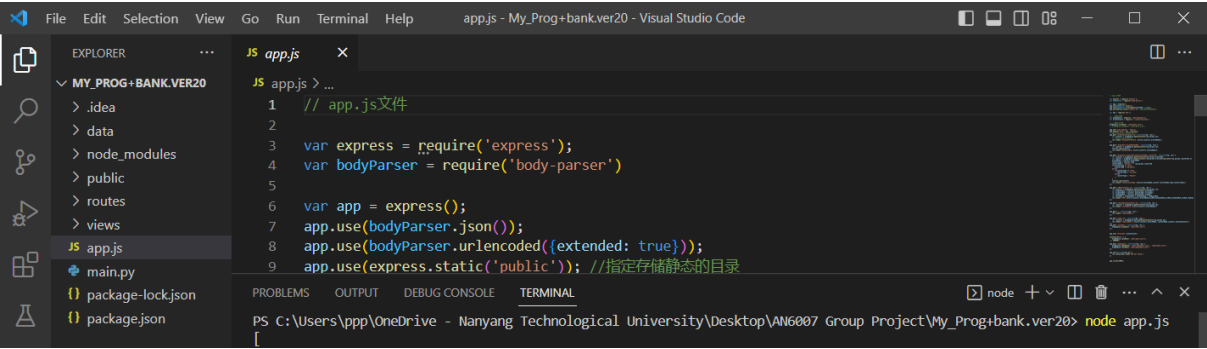 File Edit Selection View Go Run Terminal Help app.js - My_Prog+bank.ver20 - Visual Studio Code
EXPLORER
MY_PROG+BANK.VER20
.idea
data
node_modules
public
routes
views
JS app.js
main.py
{} package-lock.json
{} package.json
JS app.js
JS app.js > ...
1 // app.js文件
2
3 var express = require('express');
4 var bodyParser = require('body-parser')
5
6 var app = express();
7 app.use(bodyParser.json());
8 app.use(bodyParser.urlencoded({extended: true}));
9 app.use(express.static('public')); //指定存储静态的目录
PROBLEMS OUTPUT DEBUG CONSOLE TERMINAL node
PS C:\Users\ppp\OneDrive - Nanyang Technological University\Desktop\AN6007 Group Project\My_Prog+bank.ver20> node app.js
[